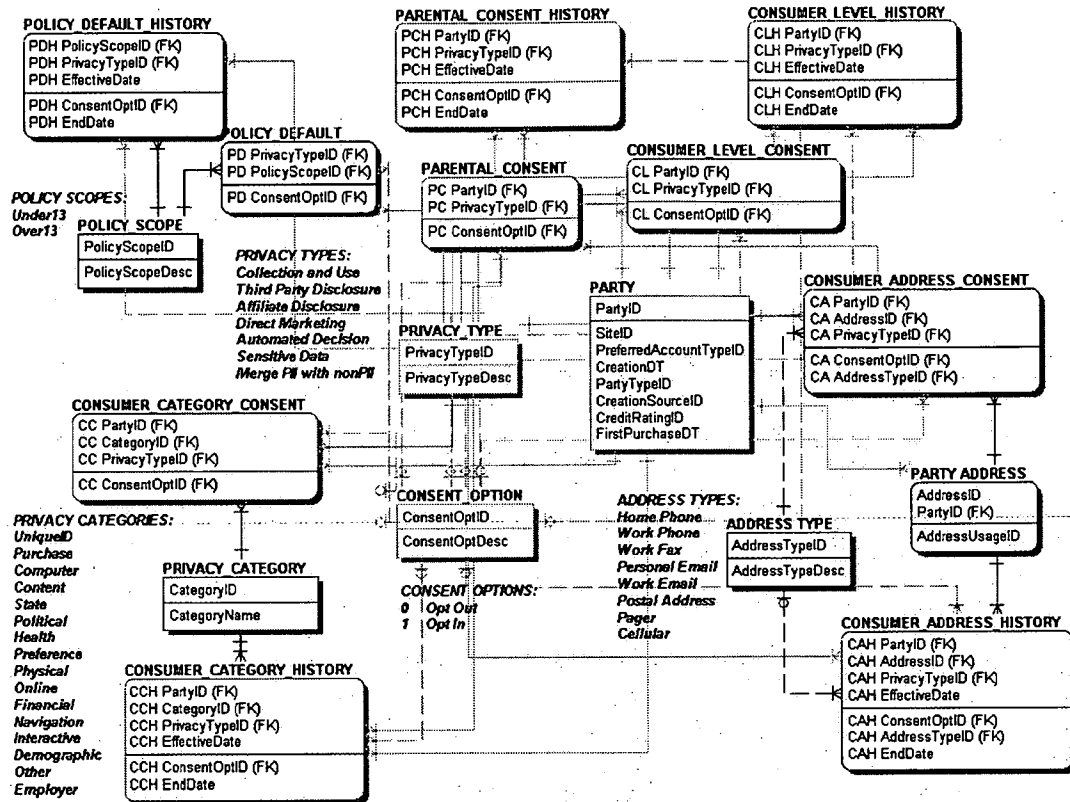 POLICY_DEFAULT_HISTORY
PDH PolicyScopeID (FK)
PDH PrivacyTypeID (FK)
PDH EffectiveDate
PDH ConsentOptID (FK)
PDH EndDate
PARENTAL_CONSENT_HISTORY
PCH PartyID (FK)
PCH PrivacyTypeID (FK)
PCH EffectiveDate
PCH ConsentOptID (FK)
PCH EndDate
CONSUMER_LEVEL_HISTORY
CLH PartyID (FK)
CLH PrivacyTypeID (FK)
CLH EffectiveDate
CLH ConsentOptID (FK)
CLH EndDate
POLICY_DEFAULT
PD PrivacyTypeID (FK)
PD PolicyScopeID (FK)
PD ConsentOptID (FK)
PARENTAL_CONSENT
PC PartyID (FK)
PC PrivacyTypeID (FK)
PC ConsentOptID (FK)
CONSUMER_LEVEL_CONSENT
CL PartyID (FK)
CL PrivacyTypeID (FK)
CL ConsentOptID (FK)
POLICY SCOPES:
Under13
Over13
POLICY_SCOPE
PolicyScopeID
PolicyScopeDesc
PRIVACY TYPES:
Collection and Use
Third Party Disclosure
Affiliate Disclosure
Direct Marketing
Automated Decision
Sensitive Data
Merge PII with nonPII
PRIVACY_TYPE
PrivacyTypeID
PrivacyTypeDesc
PARTY
PartyID
SiteID
PreferredAccountTypeID
CreationDT
PartyTypeID
CreationSourceID
CreditRatingID
FirstPurchaseDT
CONSUMER_ADDRESS_CONSENT
CA PartyID (FK)
CA AddressID (FK)
CA PrivacyTypeID (FK)
CA ConsentOptID (FK)
CA AddressTypeID (FK)
CONSUMER_CATEGORY_CONSENT
CC PartyID (FK)
CC CategoryID (FK)
CC PrivacyTypeID (FK)
CC ConsentOptID (FK)
CONSENT_OPTION
ConsentOptID
ConsentOptDesc
CONSENT OPTIONS:
0 Opt Out
1 Opt In
ADDRESS TYPES:
Home Phone
Work Phone
Work Fax
Personal Email
Work Email
Postal Address
Pager
Cellular
ADDRESS TYPE
AddressTypeID
AddressTypeDesc
PARTY ADDRESS
AddressID
PartyID (FK)
AddressUsageID
PRIVACY CATEGORIES:
UniqueID
Purchase
Computer
Content
State
Political
Health
Preference
Physical
Online
Financial
Navigation
Interactive
Demographic
Other
Employer
PRIVACY_CATEGORY
CategoryID
CategoryName
CONSUMER_CATEGORY_HISTORY
CCH PartyID (FK)
CCH CategoryID (FK)
CCH PrivacyTypeID (FK)
CCH EffectiveDate
CCH ConsentOptID (FK)
CCH EndDate
CONSUMER_ADDRESS_HISTORY
CAH PartyID (FK)
CAH AddressID (FK)
CAH PrivacyTypeID (FK)
CAH EffectiveDate
CAH ConsentOptID (FK)
CAH AddressTypeID (FK)
CAH EndDate